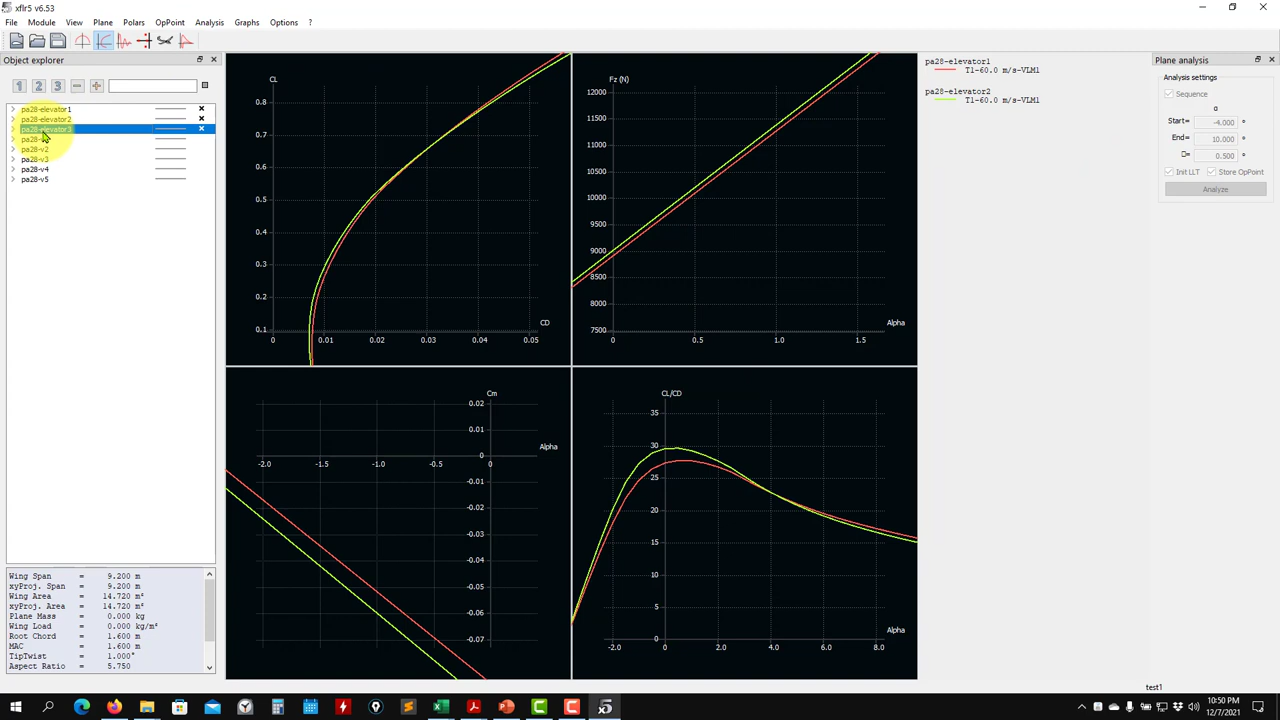 xflr5 v6.53
File Module View Plane Polars OpPoint Analysis Graphs Options ?
Object explorer
1 2 3
pa28-elevator1
pa28-elevator2
pa28-elevator3
pa28-v2
pa28-v4
pa28-v5
Wing Span = 9.200 m
xyProj. Span = 9.200 m
Wing Area = 14.720 m²
xyProj. Area = 14.720 m²
Plane Mass = 0.000 kg
Wing Load = 0.000 kg/m²
Root Chord = 1.600 m
MAC = 1.600 m
TipTwist = 1.000°
Aspect Ratio = 5.750
CL
0.8
0.7
0.6
0.5
0.4
0.3
0.2
0.1
CD
0 0.01 0.02 0.03 0.04 0.05
Fz (N)
12000
11500
11000
10500
10000
9500
9000
8500
8000
7500
Alpha
0 0.5 1.0 1.5
Cm
0.02
0.01
0
Alpha
-2.0 -1.5 -1.0 -0.5 0
-0.01
-0.02
-0.03
-0.04
-0.05
-0.06
-0.07
CL/CD
35
30
25
20
15
10
5
0
Alpha
-2.0 0 2.0 4.0 6.0 8.0
pa28-elevator1
T1-60.0 m/s-VLM1
pa28-elevator2
T1-60.0 m/s-VLM1
Plane analysis
Analysis settings
Sequence
α
Start= -4.000 °
End= 10.000 °
0.500 °
Init LLT Store OpPoint
Analyze
test1
10:50 PM
12/7/2021